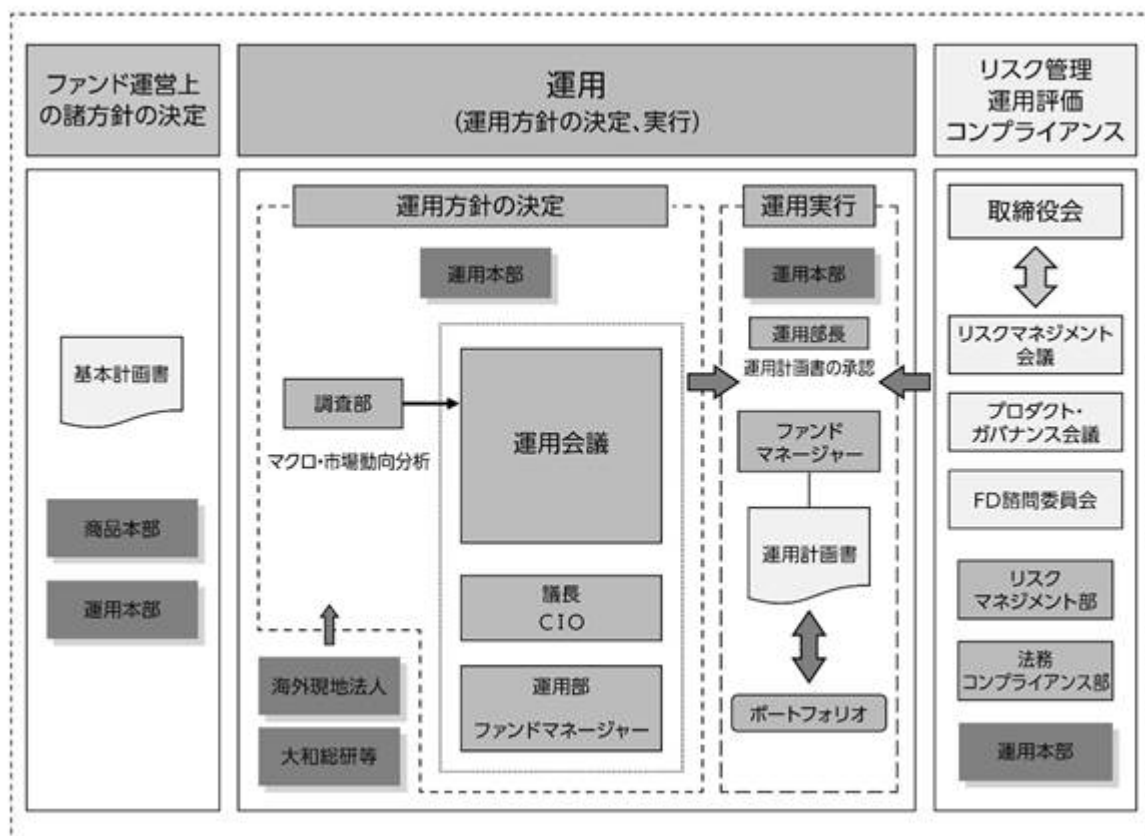 ファンド運営上
の諸方針の決定
運用
(運用方針の決定、実行)
リスク管理
運用評価
コンプライアンス
基本計画書
商品本部
運用本部
運用方針の決定
運用本部
調査部
マクロ・市場動向分析
運用会議
議長
CIO
運用部
ファンドマネージャー
海外現地法人
大和総研等
運用実行
運用本部
運用部長
運用計画書の承認
ファンド
マネージャー
運用計画書
ポートフォリオ
取締役会
リスクマネジメント
会議
プロダクト・
ガバナンス会議
FD諮問委員会
リスク
マネジメント部
法務
コンプライアンス部
運用本部